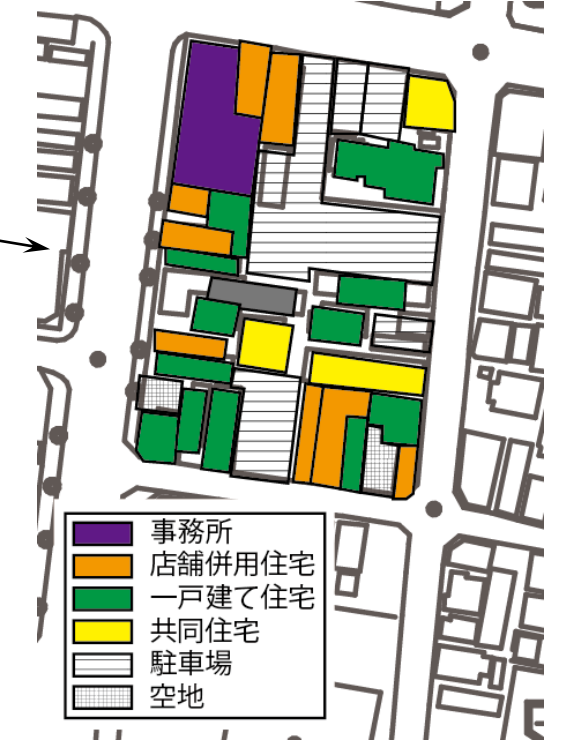 事務所
店舗併用住宅
一戸建て住宅
共同住宅
駐車場
空地